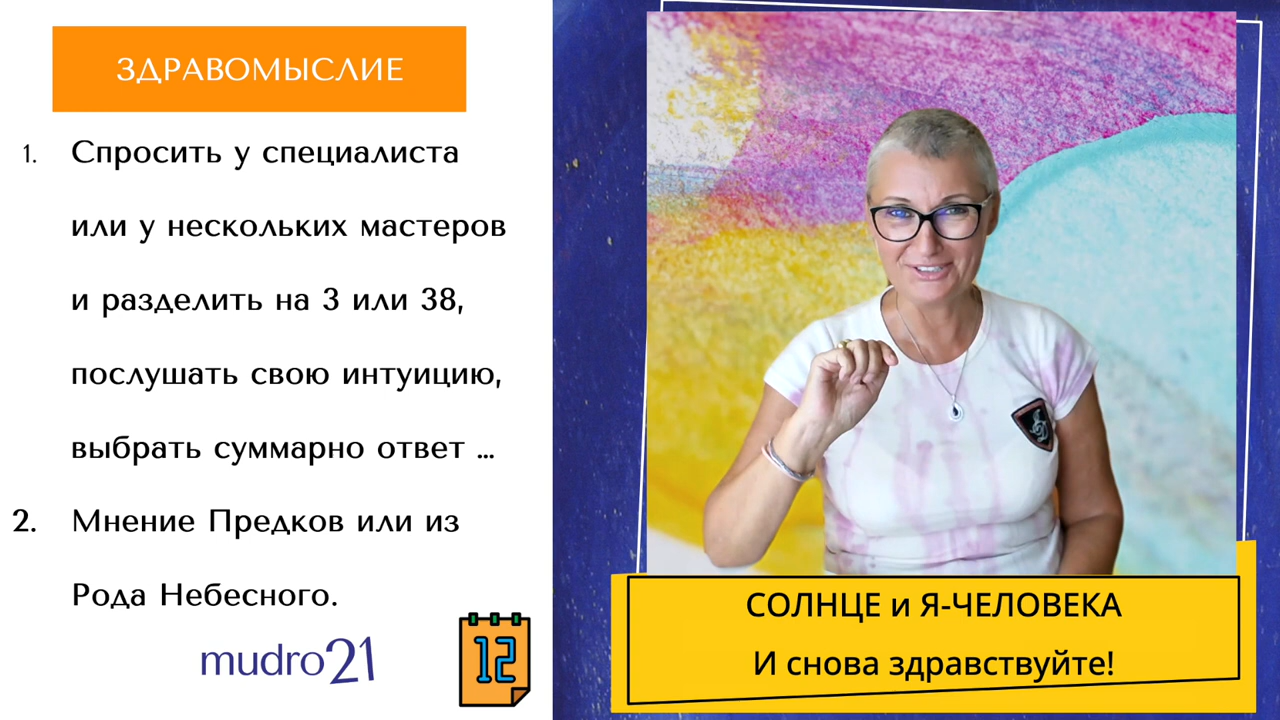 ЗДРАВОМЫСЛИЕ
1. Спросить у специалиста
или у нескольких мастеров
и разделить на 3 или 38,
послушать свою интуицию,
выбрать суммарно ответ ...
2. Мнение Предков или из
Рода Небесного.
mudro21
12
СОЛНЦЕ и Я-ЧЕЛОВЕКА
И снова здравствуйте!